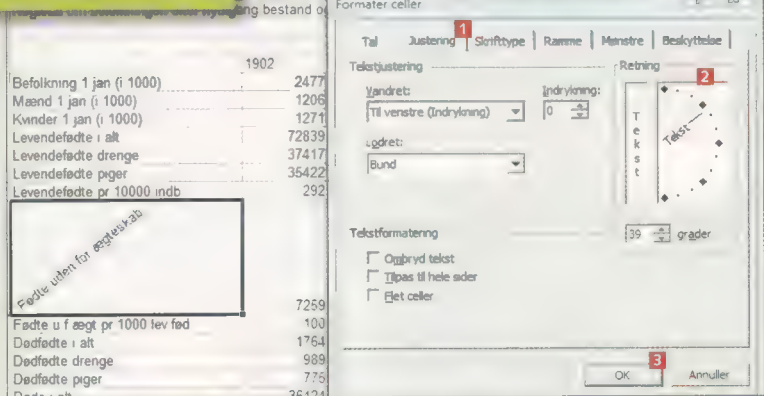 ng bestand og
1902
Befolkning 1 jan (i 1000) 2477
Mænd 1 jan (i 1000) 1206
Kvinder 1 jan (i 1000) 1271
Levendefødte i alt 72839
Levendefødte drenge 37417
Levendefødte piger 35422
Levendefødte pr 10000 indb 292
Fødte uden for ægteskab 7259
Fødte u f ægt pr 1000 lev fød 100
Dødfødte i alt 1764
Dødfødte drenge 989
Dødfødte piger 775
Formater celler
1
Tal Justering Skrifttype Ramme Mønstre Beskyttelse
Tekstjustering
Vandret: Indrykning:
Til venstre (Indrykning) 0
Lodret:
Bund
Retning
2
Tekst
Tekst
39 grader
Tekstformatering
Ombryd tekst
Tilpas til hele sider
Flet celler
3
OK Annuller